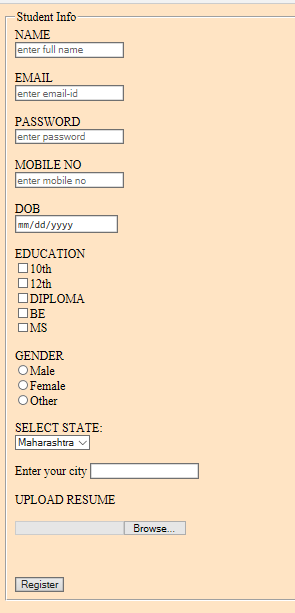 Student Info
NAME
enter full name
EMAIL
enter email-id
PASSWORD
enter password
MOBILE NO
enter mobile no
DOB
mm/dd/yyyy
EDUCATION
10th
12th
DIPLOMA
BE
MS
GENDER
Male
Female
Other
SELECT STATE:
Maharashtra
Enter your city
UPLOAD RESUME
Browse...
Register